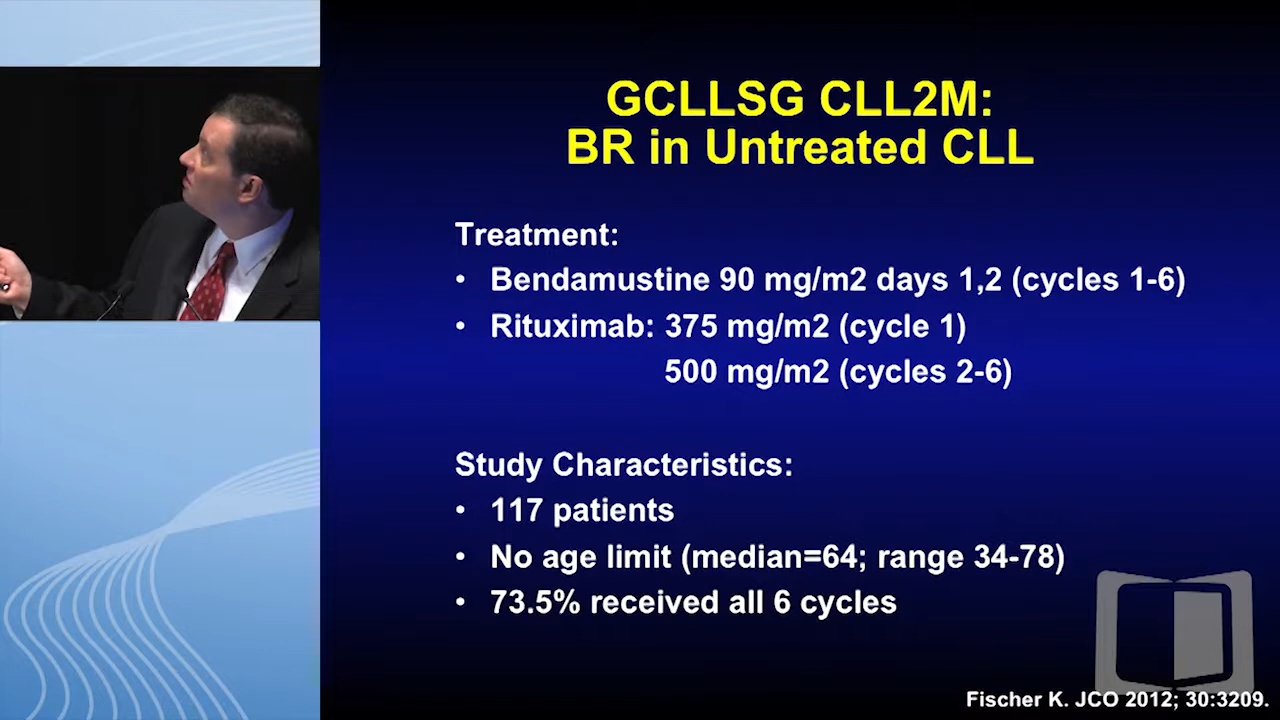 GCLLSG CLL2M:
BR in Untreated CLL
Treatment:
• Bendamustine 90 mg/m2 days 1,2 (cycles 1-6)
• Rituximab: 375 mg/m2 (cycle 1)
500 mg/m2 (cycles 2-6)
Study Characteristics:
• 117 patients
• No age limit (median=64; range 34-78)
• 73.5% received all 6 cycles
Fischer K. JCO 2012; 30:3209.